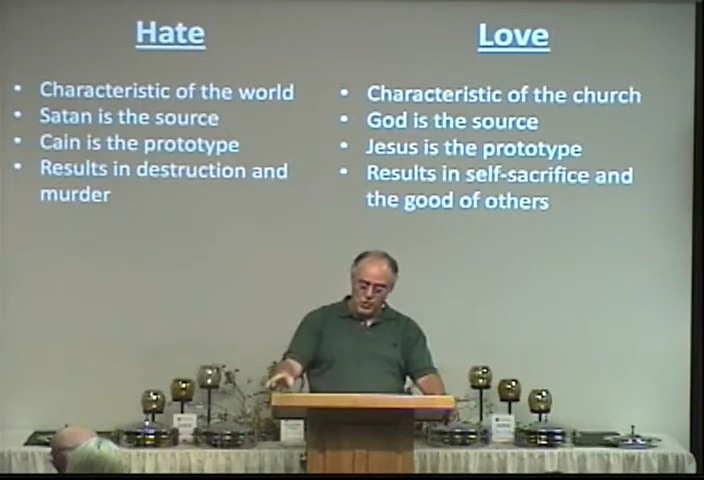 Hate
• Characteristic of the world
• Satan is the source
• Cain is the prototype
• Results in destruction and
murder
Love
• Characteristic of the church
• God is the source
• Jesus is the prototype
• Results in self-sacrifice and
the good of others